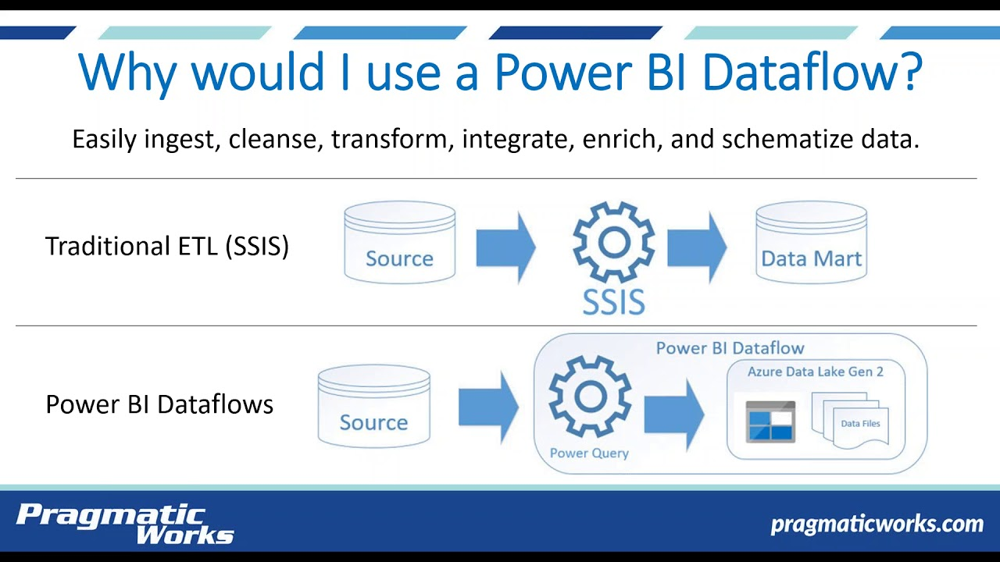 Why would I use a Power BI Dataflow?
Easily ingest, cleanse, transform, integrate, enrich, and schematize data.
Traditional ETL (SSIS)
Source
SSIS
Data Mart
Power BI Dataflows
Source
Power BI Dataflow
Power Query
Azure Data Lake Gen 2
Data Files
Pragmatic
Works
pragmaticworks.com